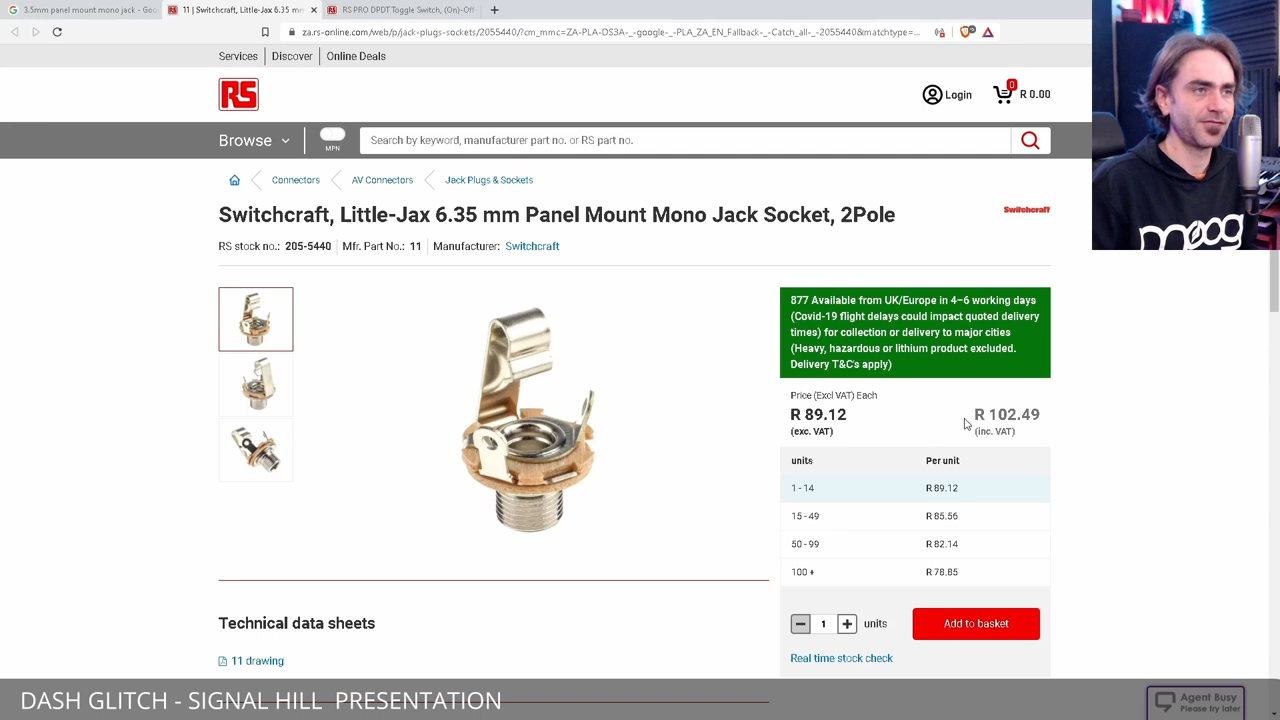 3.5mm panel mount mono jack - Goo
11 | Switchcraft, Little-Jax 6.35 mm
RS PRO DPDT Toggle Switch, (On)-Off
za.rs-online.com/web/p/jack-plugs-sockets/2055440/?cm_mmc=ZA-PLA-DS3A-_-google-_-PLA_ZA_EN_Fallback-_-Catch_all-_-2055440&matchtype=...
Services
Discover
Online Deals
RS
Login
0
R 0.00
Browse
MPN
Search by keyword, manufacturer part no. or RS part no.
Connectors
AV Connectors
Jack Plugs & Sockets
Switchcraft, Little-Jax 6.35 mm Panel Mount Mono Jack Socket, 2Pole
Switchcraft
RS stock no.: 205-5440
Mfr. Part No.: 11
Manufacturer: Switchcraft
877 Available from UK/Europe in 4–6 working days
(Covid-19 flight delays could impact quoted delivery
times) for collection or delivery to major cities
(Heavy, hazardous or lithium product excluded.
Delivery T&C's apply)
Price (Excl VAT) Each
R 89.12
R 102.49
(exc. VAT)
(inc. VAT)
units
Per unit
1 - 14
R 89.12
15 - 49
R 85.56
50 - 99
R 82.14
100 +
R 78.85
1
units
Add to basket
Real time stock check
Technical data sheets
11 drawing
moog
DASH GLITCH - SIGNAL HILL PRESENTATION
Agent Busy
Please try later